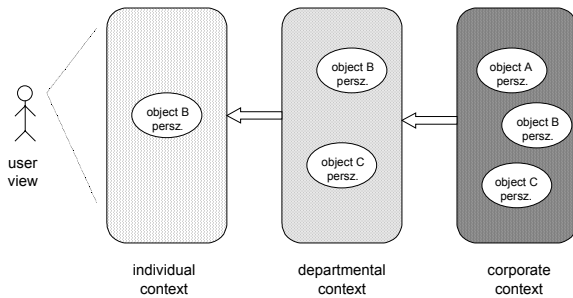 user
view
object B
persz.
individual
context
object B
persz.
object C
persz.
departmental
context
object A
persz.
object B
persz.
object C
persz.
corporate
context